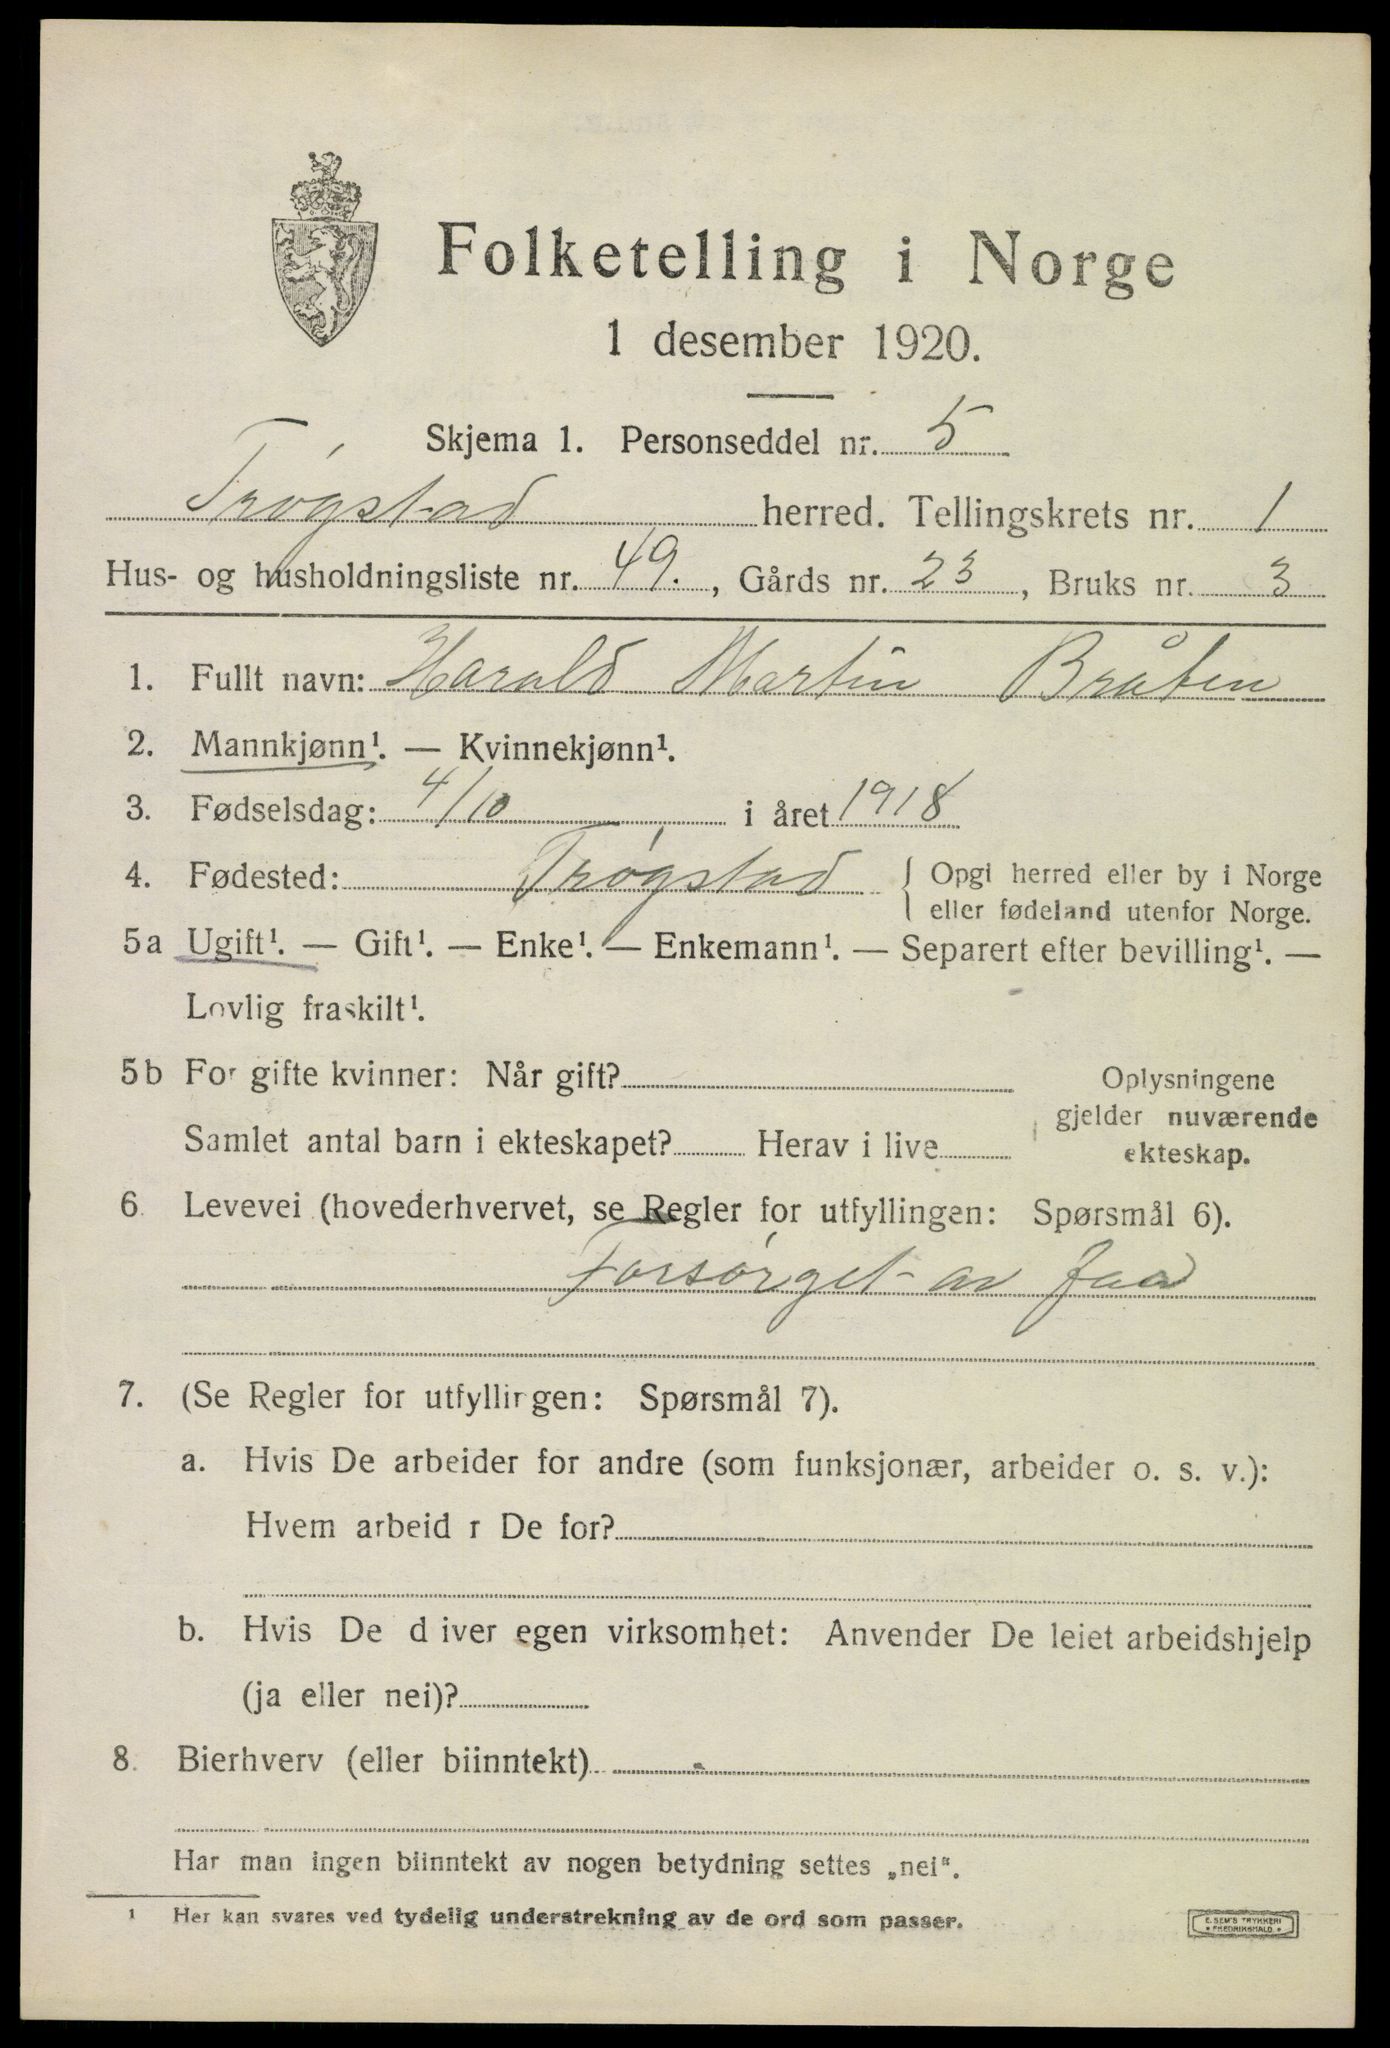 Folketelling i Norge
1 desember 1920.
Skjema 1. Personseddel nr. 5
Trøgstad herred. Tellingskrets nr. 1
Hus- og husholdningsliste nr. 49., Gårds nr. 23, Bruks nr. 3
1. Fullt navn: Harald Martin Bråten
2. Mannkjønn¹. — Kvinnekjønn¹.
3. Fødselsdag: 4/10 i året 1918
4. Fødested: Trøgstad { Opgi herred eller by i Norge
eller fødeland utenfor Norge.
5a Ugift¹. — Gift¹. — Enke¹. — Enkemann¹. — Separert efter bevilling¹. —
Lovlig fraskilt¹.
5b For gifte kvinner: Når gift?
Samlet antal barn i ekteskapet? Herav i live
Oplysningene
gjelder nuværende
ekteskap.
6. Levevei (hovederhvervet, se Regler for utfyllingen: Spørsmål 6).
Forsørget av faa
7. (Se Regler for utfyllingen: Spørsmål 7).
a. Hvis De arbeider for andre (som funksjonær, arbeider o. s. v.):
Hvem arbeid r De for?
b. Hvis De d iver egen virksomhet: Anvender De leiet arbeidshjelp
(ja eller nei)?
8. Bierhverv (eller biinntekt)
Har man ingen biinntekt av nogen betydning settes „nei“.
¹ Her kan svares ved tydelig understrekning av de ord som passer.
E. SEM'S TRYKKERI
FREDRIKSHALD